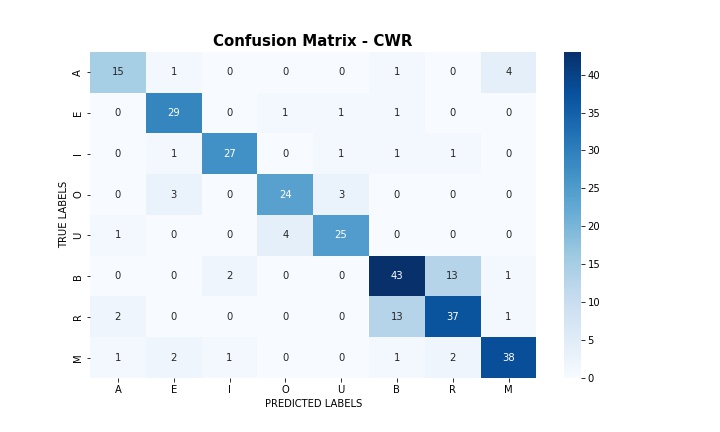 Confusion Matrix - CWR
TRUE LABELS
A 15 1 0 0 0 1 0 4
E 0 29 0 1 1 1 0 0
I 0 1 27 0 1 1 1 0
O 0 3 0 24 3 0 0 0
U 1 0 0 4 25 0 0 0
B 0 0 2 0 0 43 13 1
R 2 0 0 0 0 13 37 1
M 1 2 1 0 0 1 2 38
A E I O U B R M
PREDICTED LABELS
40
35
30
25
20
15
10
5
0